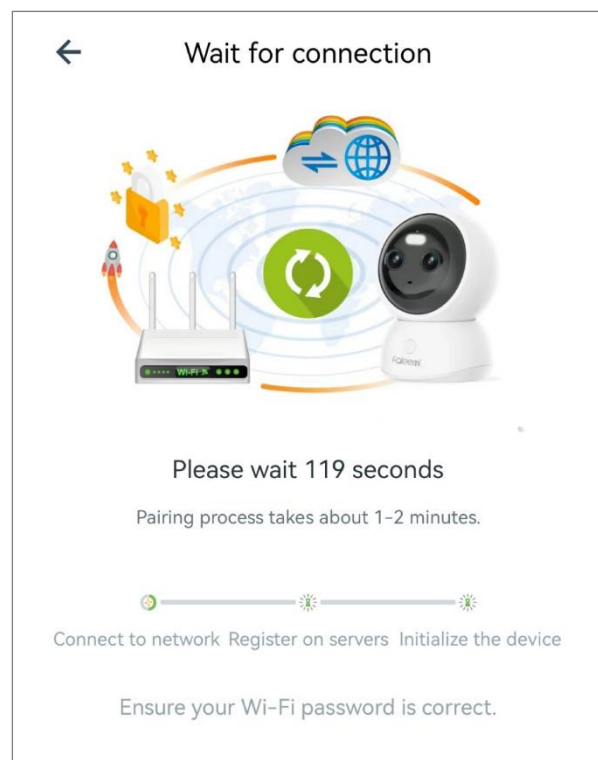 Wait for connection
WI-FI
Faleemi
Please wait 119 seconds
Pairing process takes about 1-2 minutes.
Connect to network Register on servers Initialize the device
Ensure your Wi-Fi password is correct.